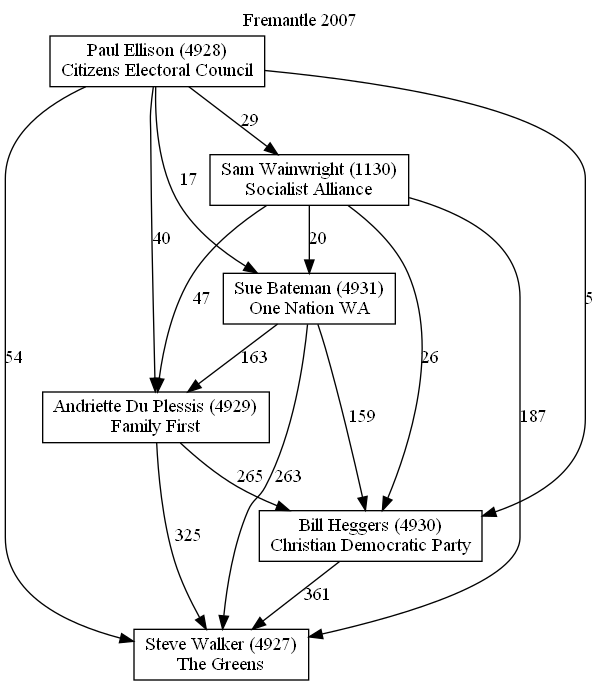 Fremantle 2007
Paul Ellison (4928)
Citizens Electoral Council
29
Sam Wainwright (1130)
Socialist Alliance
17
40
20
Sue Bateman (4931)
One Nation WA
47
5
54
163
26
Andriette Du Plessis (4929)
Family First
159
187
265
263
Bill Heggers (4930)
Christian Democratic Party
325
361
Steve Walker (4927)
The Greens